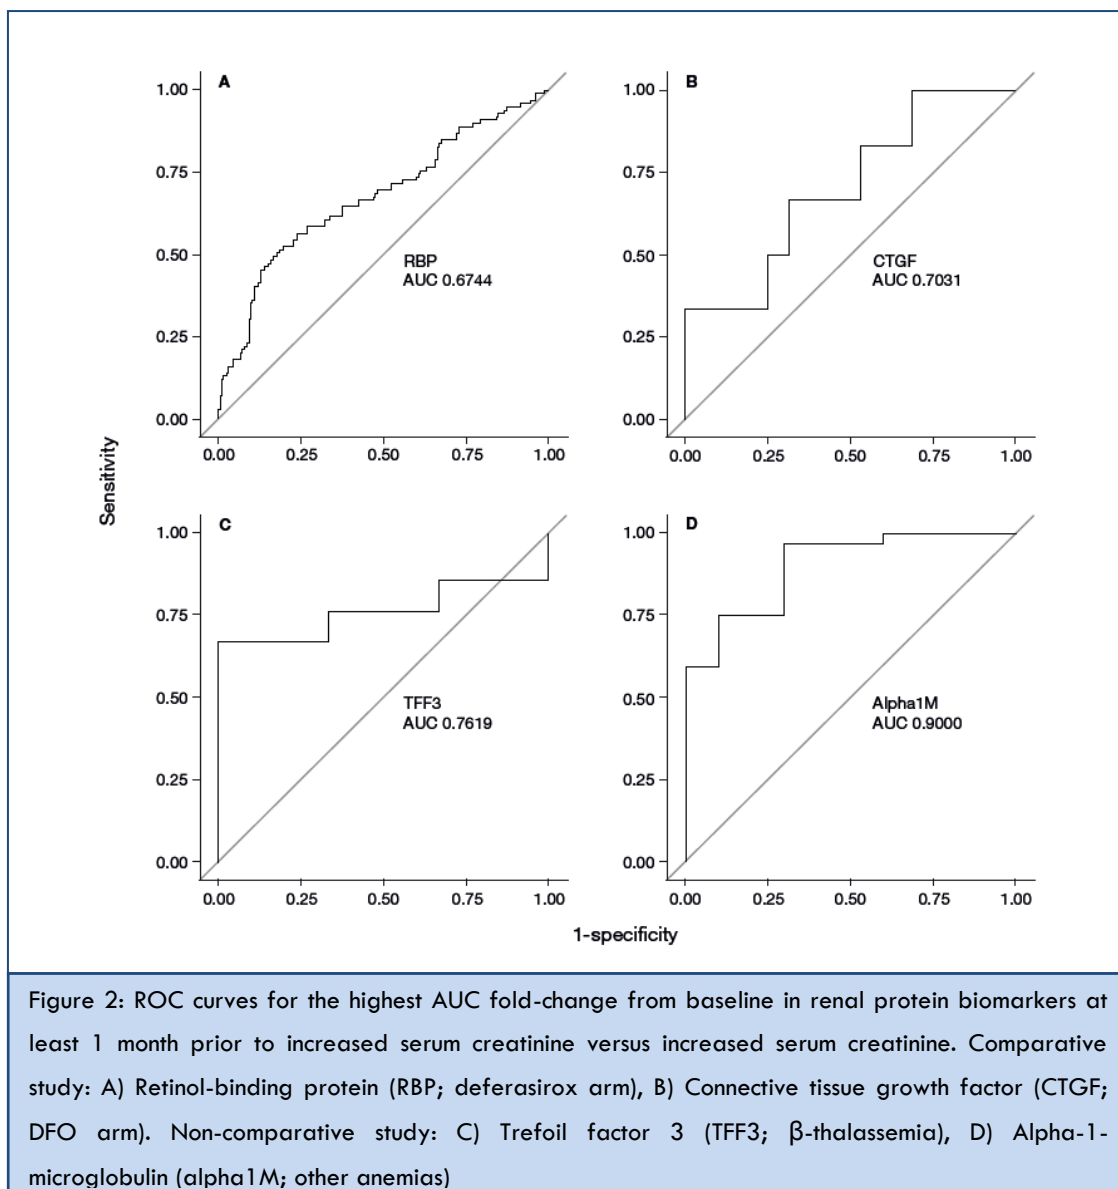 A
1.00
0.75
0.50
0.25
0.00
RBP
AUC 0.6744
0.00 0.25 0.50 0.75 1.00
B
1.00
0.75
0.50
0.25
0.00
CTGF
AUC 0.7031
0.00 0.25 0.50 0.75 1.00
Sensitivity
C
1.00
0.75
0.50
0.25
0.00
TFF3
AUC 0.7619
0.00 0.25 0.50 0.75 1.00
D
1.00
0.75
0.50
0.25
0.00
Alpha1M
AUC 0.9000
0.00 0.25 0.50 0.75 1.00
1-specificity
Figure 2: ROC curves for the highest AUC fold-change from baseline in renal protein biomarkers at
least 1 month prior to increased serum creatinine versus increased serum creatinine. Comparative
study: A) Retinol-binding protein (RBP; deferasirox arm), B) Connective tissue growth factor (CTGF;
DFO arm). Non-comparative study: C) Trefoil factor 3 (TFF3; β-thalassemia), D) Alpha-1-
microglobulin (alpha1M; other anemias)